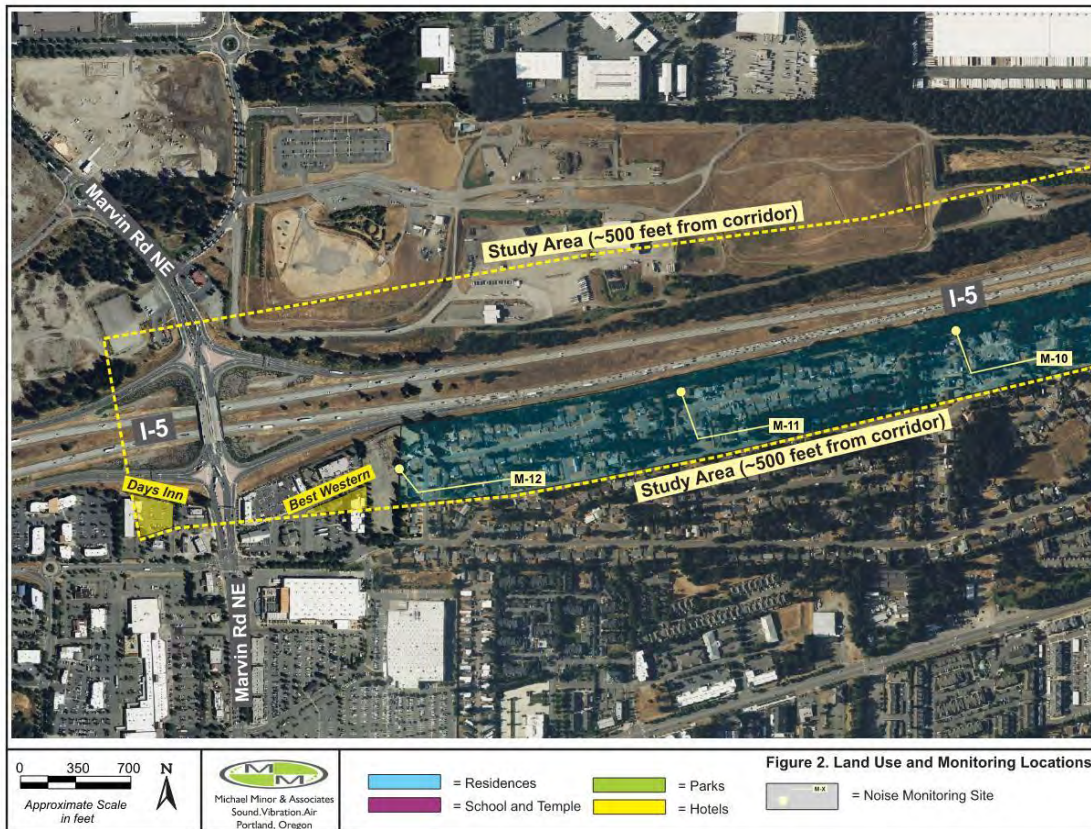 Marvin Rd NE
Study Area (~500 feet from corridor)
I-5
M-10
M-11
I-5
Study Area (~500 feet from corridor)
M-12
Days Inn
Best Western
Marvin Rd NE
0 350 700
N
Approximate Scale
in feet
M M
Michael Minor & Associates
Sound.Vibration.Air
Portland, Oregon
= Residences
= School and Temple
= Parks
= Hotels
Figure 2. Land Use and Monitoring Locations
M-X
= Noise Monitoring Site